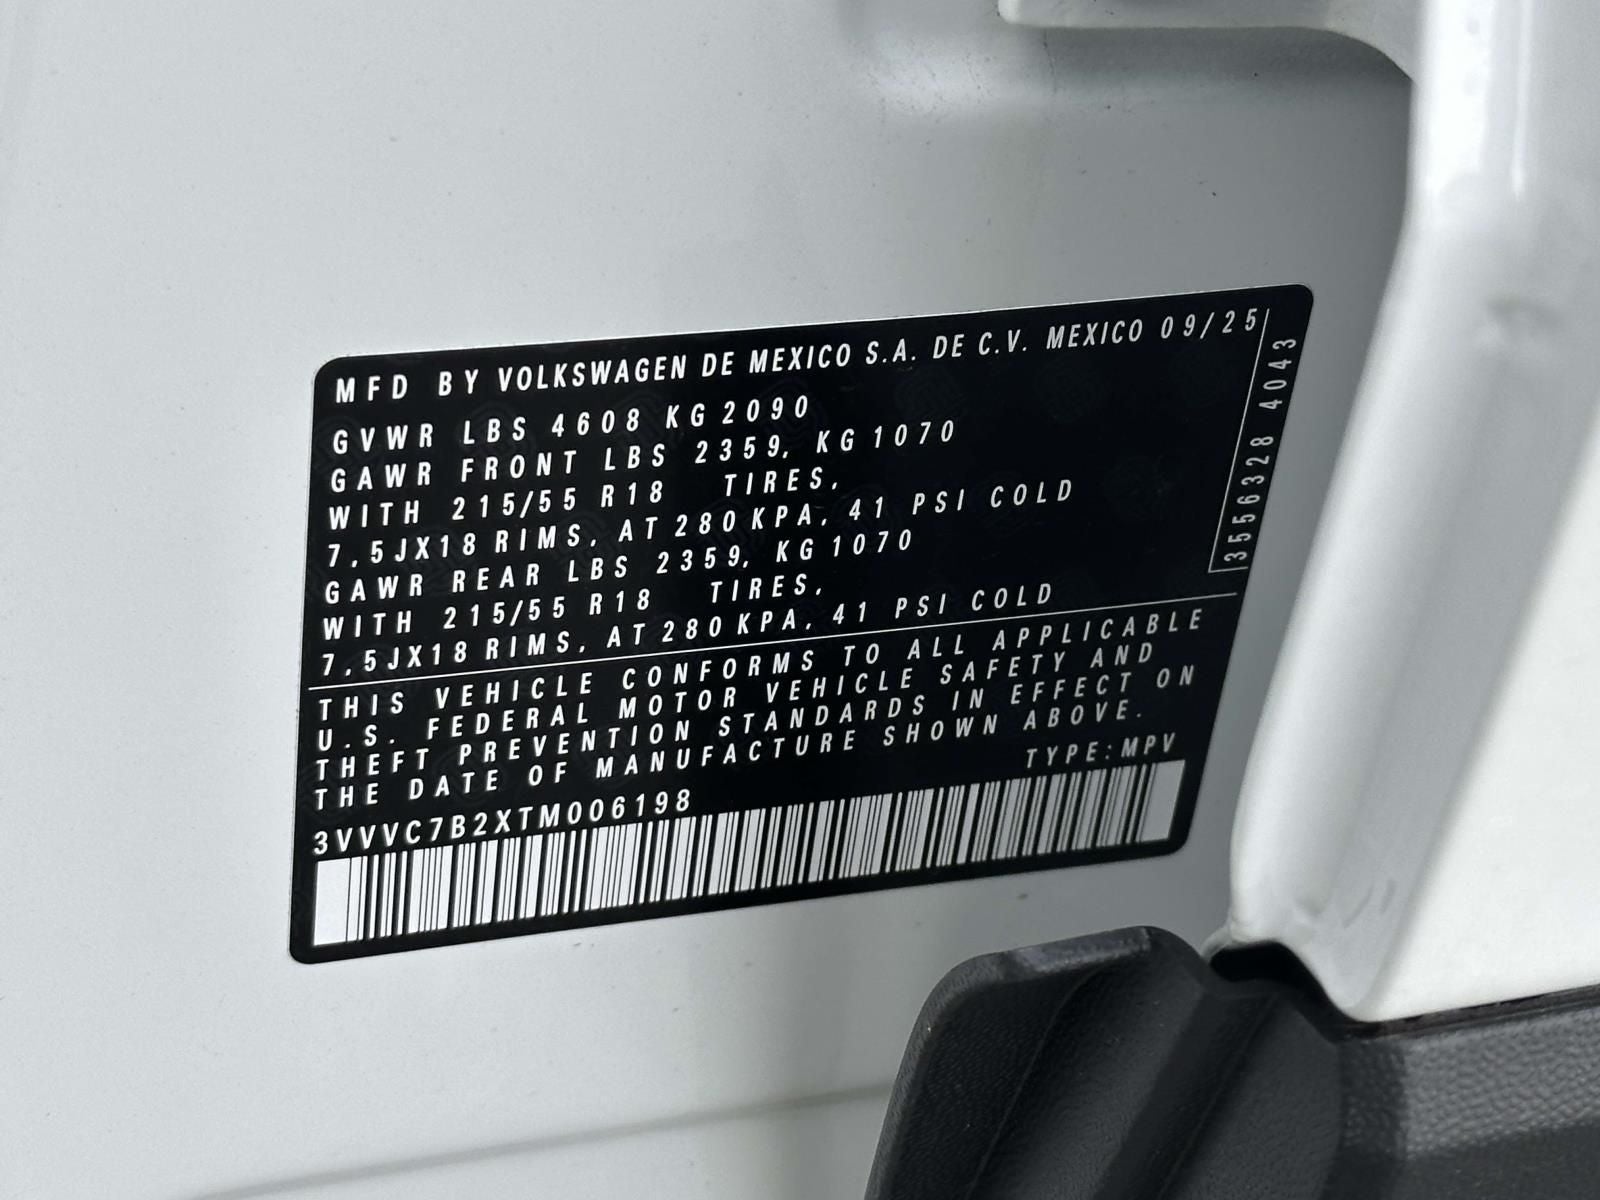 MFD BY VOLKSWAGEN DE MEXICO S.A. DE C.V. MEXICO 09/25
GVWR LBS 4608 KG 2090
GAWR FRONT LBS 2359, KG 1070
WITH 215/55 R18 TIRES,
7,5JX18 RIMS, AT 280 KPA, 41 PSI COLD
GAWR REAR LBS 2359, KG 1070
WITH 215/55 R18 TIRES,
7,5JX18 RIMS, AT 280 KPA, 41 PSI COLD
THIS VEHICLE CONFORMS TO ALL APPLICABLE
U.S. FEDERAL MOTOR VEHICLE SAFETY AND
THEFT PREVENTION STANDARDS IN EFFECT ON
THE DATE OF MANUFACTURE SHOWN ABOVE.
TYPE: MPV
3VVVC7B2XTM006198
3556328 4043